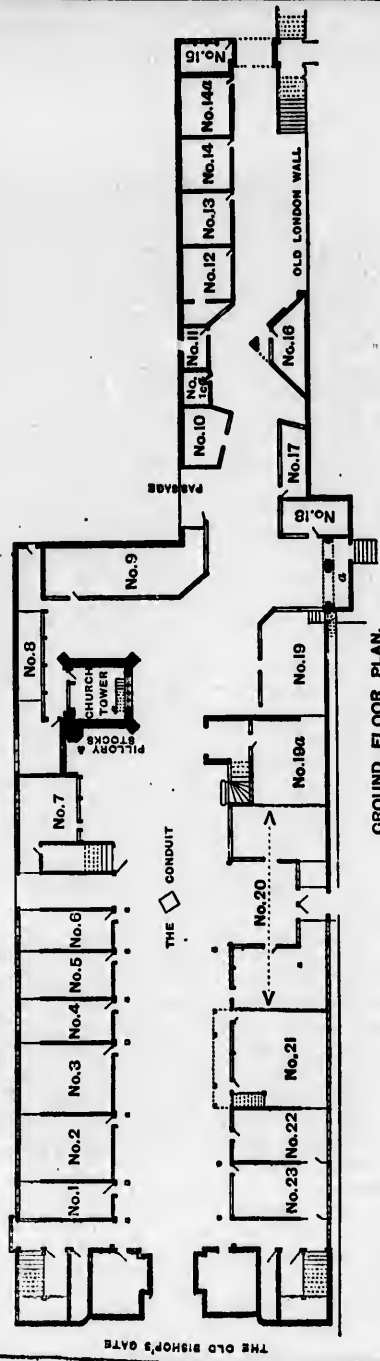 No.15
No.14a
No.14
No.13
No.12
No.11
No.
No.10
PASSAGE
No.9
No.8
CHURCH
TOWER
PILLORY &
STOCKS
No.7
No.6
No.5
No.4
No.3
No.2
No.1
THE CONDUIT
OLD LONDON WALL
No.16
No.17
No.18
a
No.19
No.19a
No.20
No.21
No.22
No.23
THE OLD BISHOP'S GATE
GROUND FLOOR PLAN.